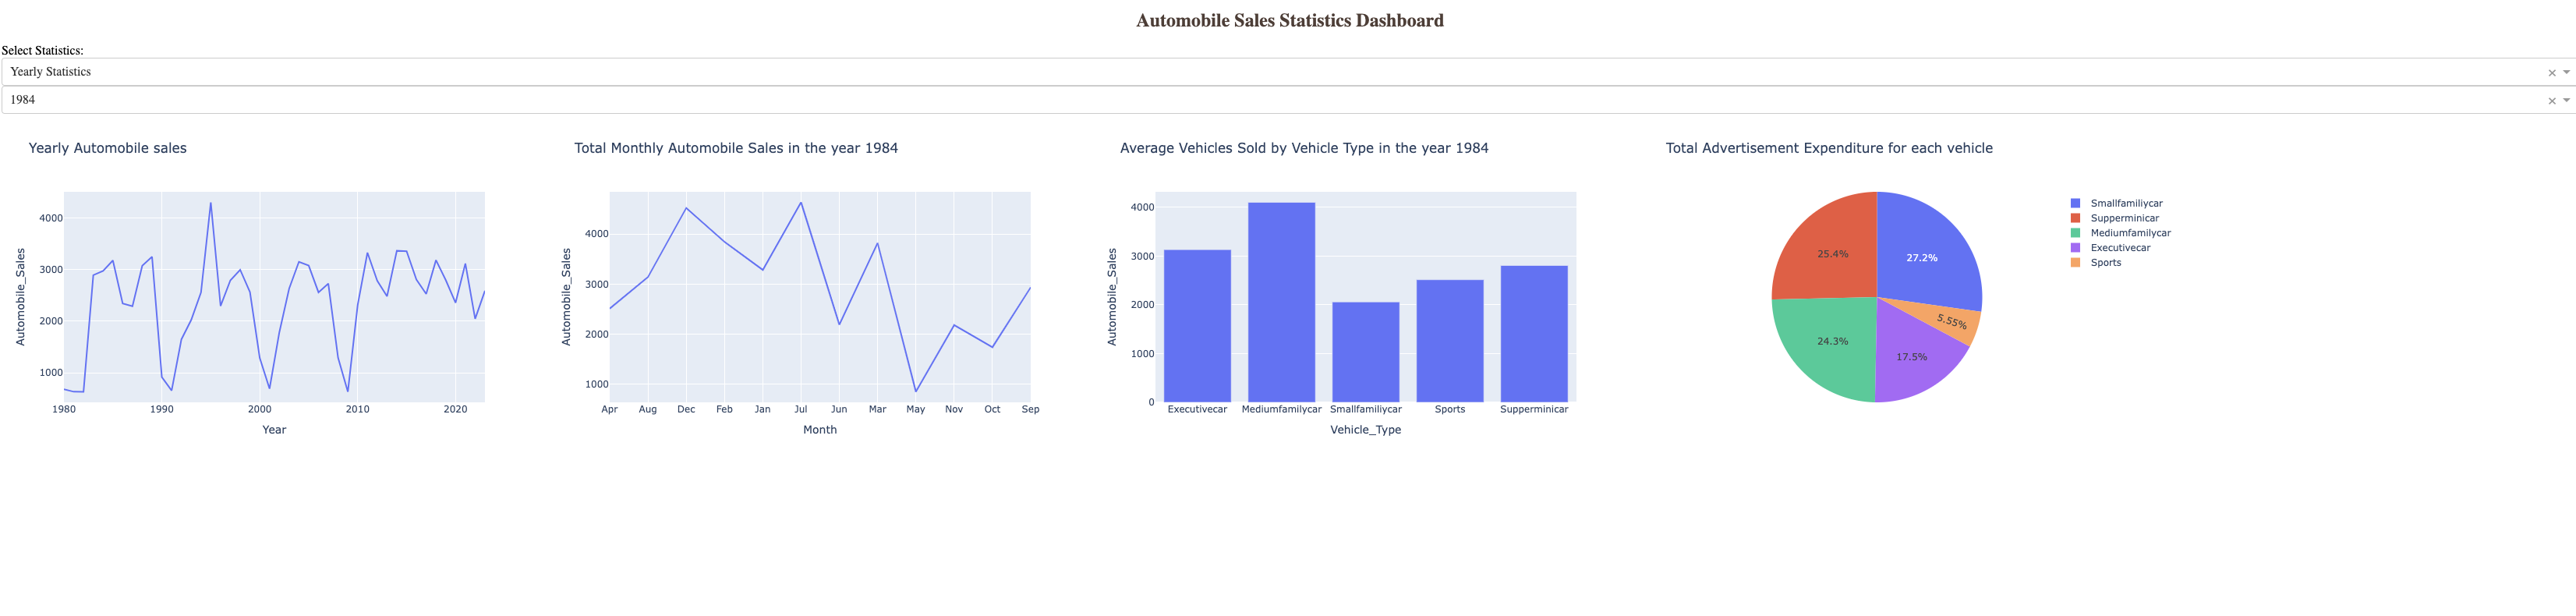 Automobile Sales Statistics Dashboard
Select Statistics:
Yearly Statistics
1984
Yearly Automobile sales
Automobile_Sales
4000
3000
2000
1000
1980 1990 2000 2010 2020
Year
Total Monthly Automobile Sales in the year 1984
Automobile_Sales
4000
3000
2000
1000
Apr Aug Dec Feb Jan Jul Jun Mar May Nov Oct Sep
Month
Average Vehicles Sold by Vehicle Type in the year 1984
Automobile_Sales
4000
3000
2000
1000
0
Executivecar Mediumfamilycar Smallfamiliycar Sports Supperminicar
Vehicle_Type
Total Advertisement Expenditure for each vehicle
25.4%
27.2%
5.55%
24.3%
17.5%
Smallfamiliycar
Supperminicar
Mediumfamilycar
Executivecar
Sports